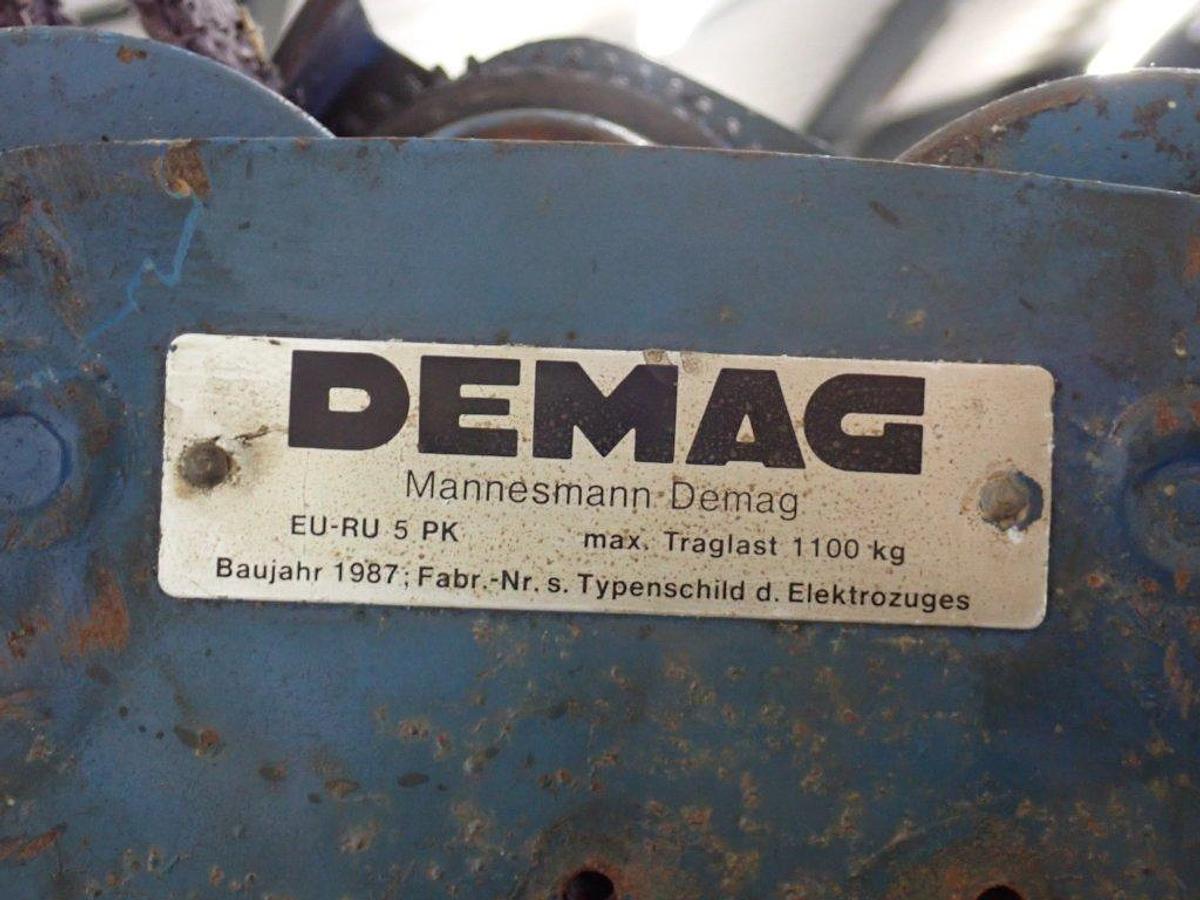 DEMAG
Mannesmann Demag
EU-RU 5 PK max. Traglast 1100 kg
Baujahr 1987; Fabr.-Nr. s. Typenschild d. Elektrozuges